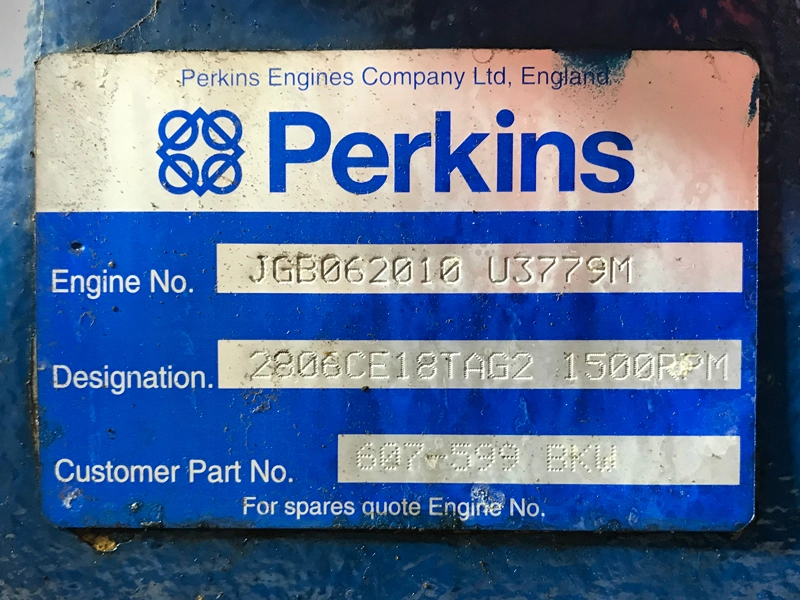 Perkins Engines Company Ltd, England.
Perkins
Engine No. JGB062010 U3779M
Designation. 2806CE18TAG2 1500RPM
Customer Part No. 607-599 BKW
For spares quote Engine No.